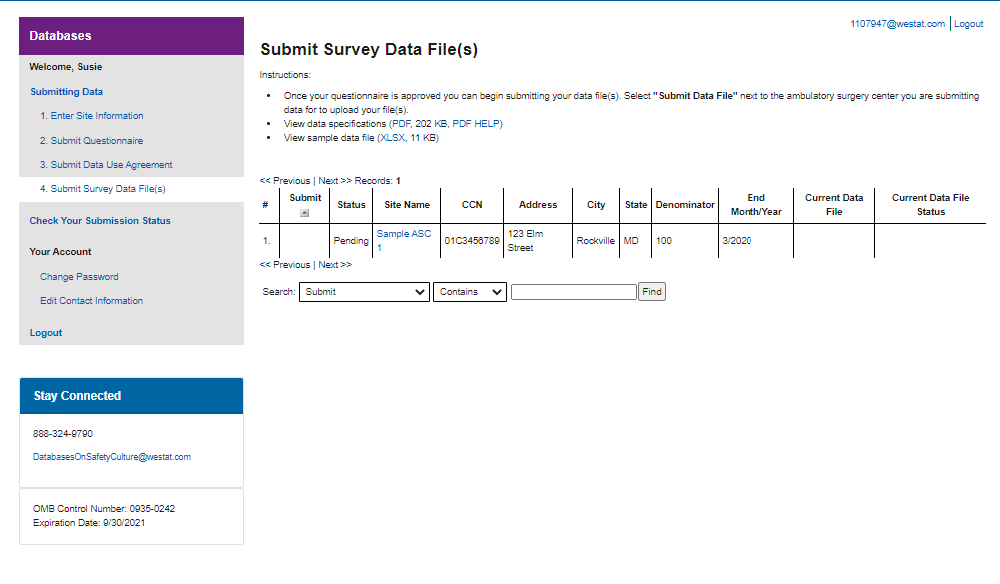 1107947@westat.com | Logout
Databases
Welcome, Susie
Submitting Data
1. Enter Site Information
2. Submit Questionnaire
3. Submit Data Use Agreement
4. Submit Survey Data File(s)
Check Your Submission Status
Your Account
Change Password
Edit Contact Information
Logout
Stay Connected
888-324-9790
DatabasesOnSafetyCulture@westat.com
OMB Control Number: 0935-0242
Expiration Date: 9/30/2021
Submit Survey Data File(s)
Instructions:
• Once your questionnaire is approved you can begin submitting your data file(s). Select "Submit Data File" next to the ambulatory surgery center you are submitting
data for to upload your file(s).
• View data specifications (PDF, 202 KB, PDF HELP)
• View sample data file (XLSX, 11 KB)
<< Previous | Next >> Records: 1
# Submit Status Site Name CCN Address City State Denominator End Month/Year Current Data File Current Data File Status
1. Pending Sample ASC 1 01C3456789 123 Elm Street Rockville MD 100 3/2020
<< Previous | Next >>
Search: Submit Contains Find